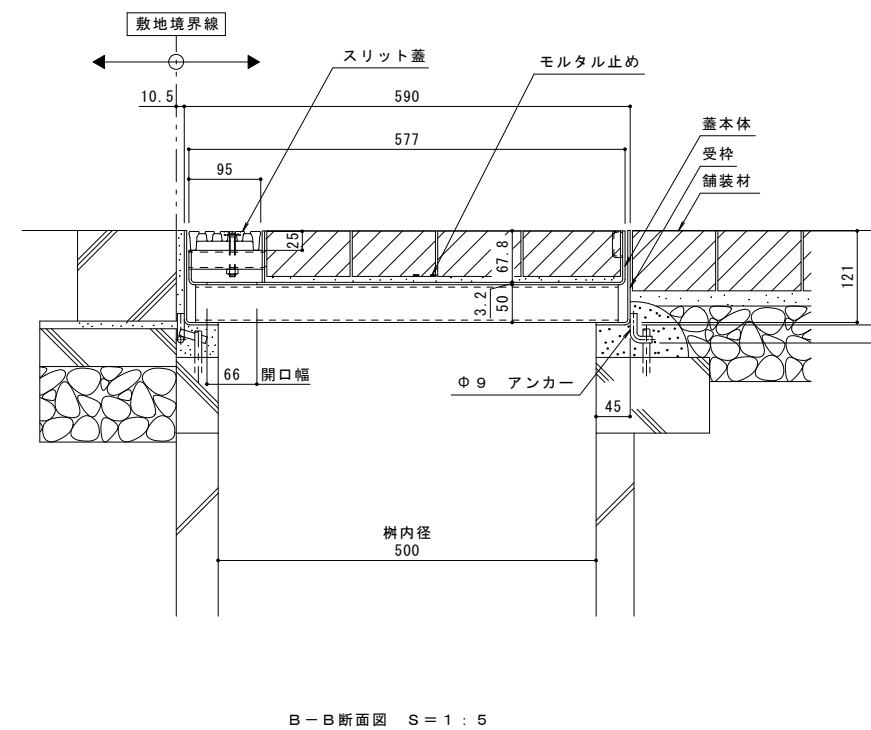 敷地境界線
スリット蓋
モルタル止め
10.5
590
577
95
蓋本体
受枠
舗装材
25
67.8
3.2
50
121
66 開口幅
Φ９ アンカー
45
桝内径
500
Ｂ－Ｂ断面図 Ｓ＝１：５